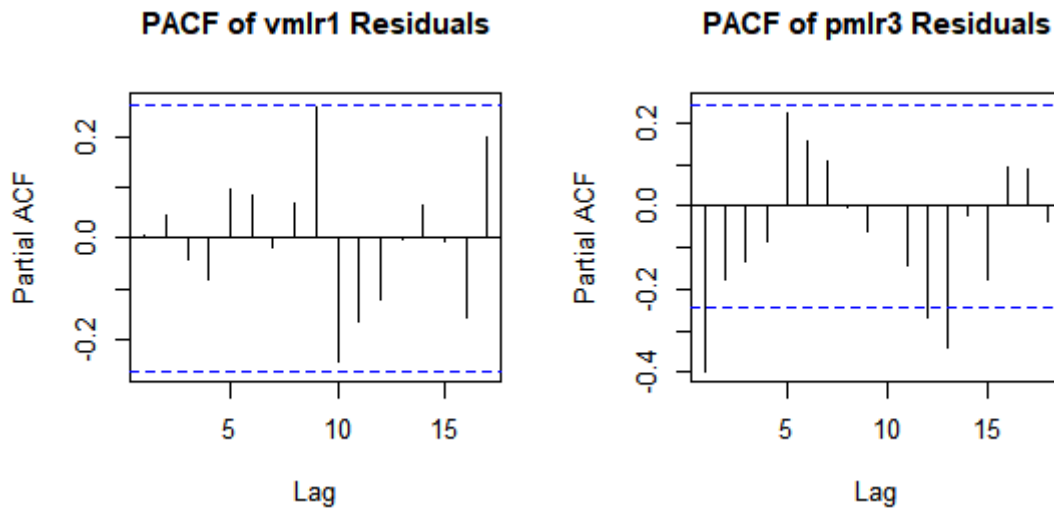 PACF of vmlr1 Residuals
Partial ACF
0.2
0.0
-0.2
5
10
15
Lag
PACF of pmlr3 Residuals
Partial ACF
0.2
0.0
-0.2
-0.4
5
10
15
Lag